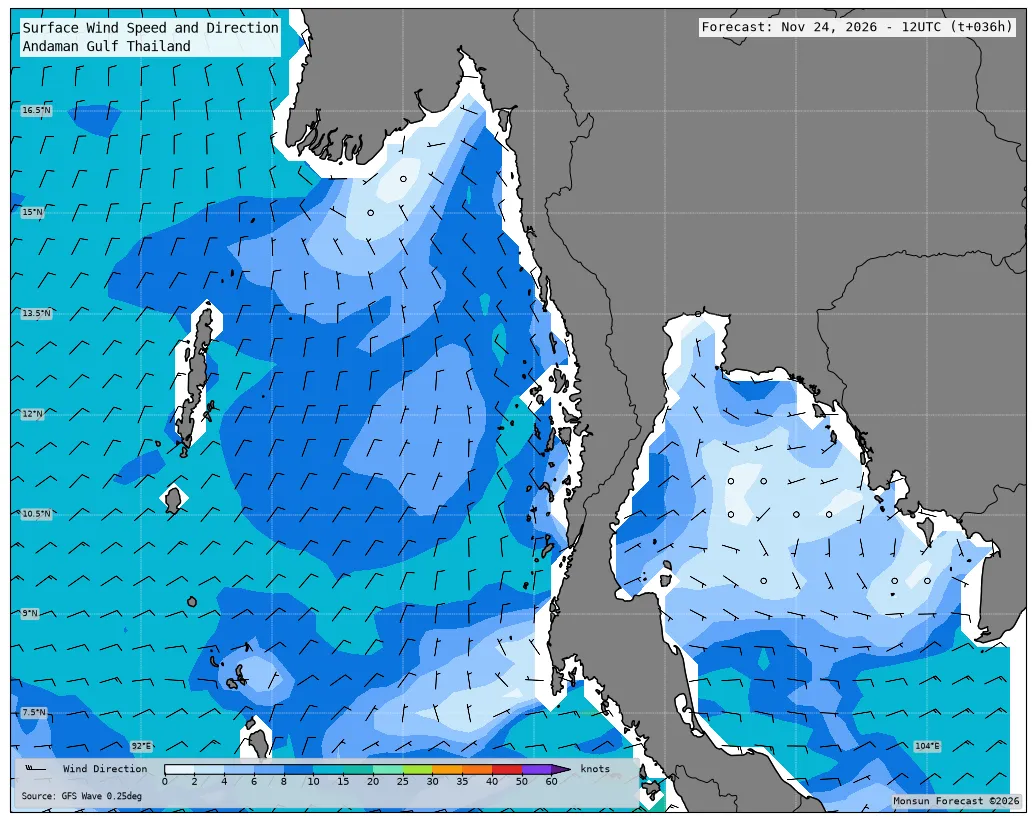 Surface Wind Speed and Direction
Andaman Gulf Thailand
Forecast: Nov 24, 2026 - 12UTC (t+036h)
16.5°N
15°N
13.5°N
12°N
10.5°N
9°N
7.5°N
92°E
104°E
Wind Direction
0 2 4 6 8 10 12 15 20 25 30 35 40 50 60
knots
Source: GFS Wave 0.25deg
Monsun Forecast ©2026